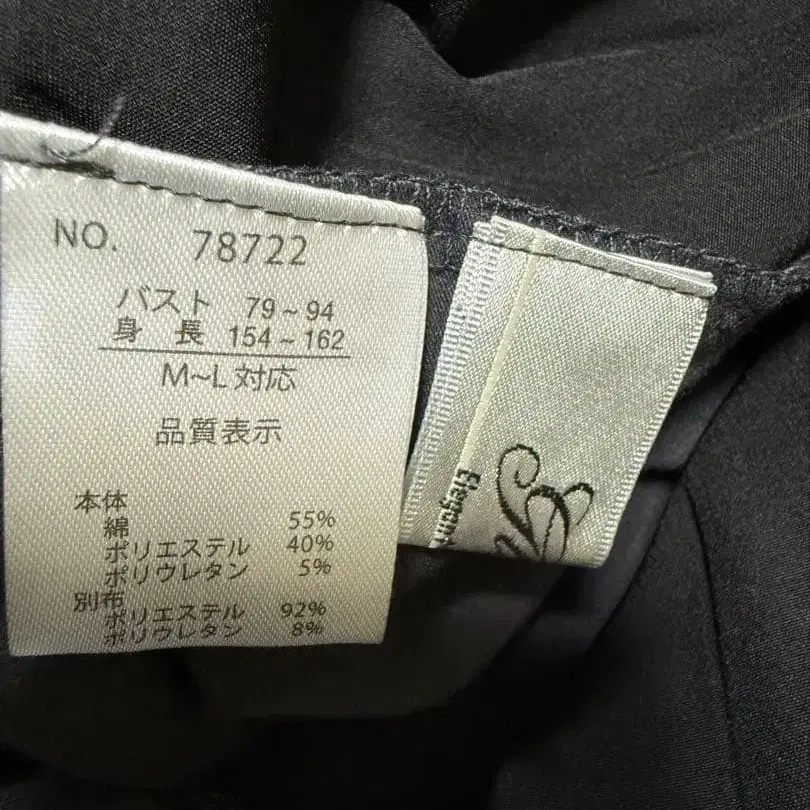 NO. 78722
バスト 79~94
身長 154~162
M~L対応
品質表示
本体
綿 55%
ポリエステル 40%
ポリウレタン 5%
別布
ポリエステル 92%
ポリウレタン 8%